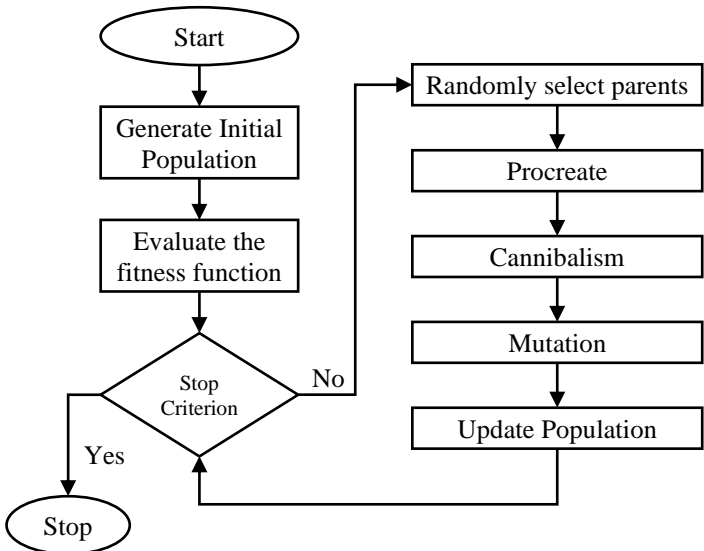 Start
Generate Initial
Population
Evaluate the
fitness function
Stop
Criterion
Yes
Stop
No
Randomly select parents
Procreate
Cannibalism
Mutation
Update Population